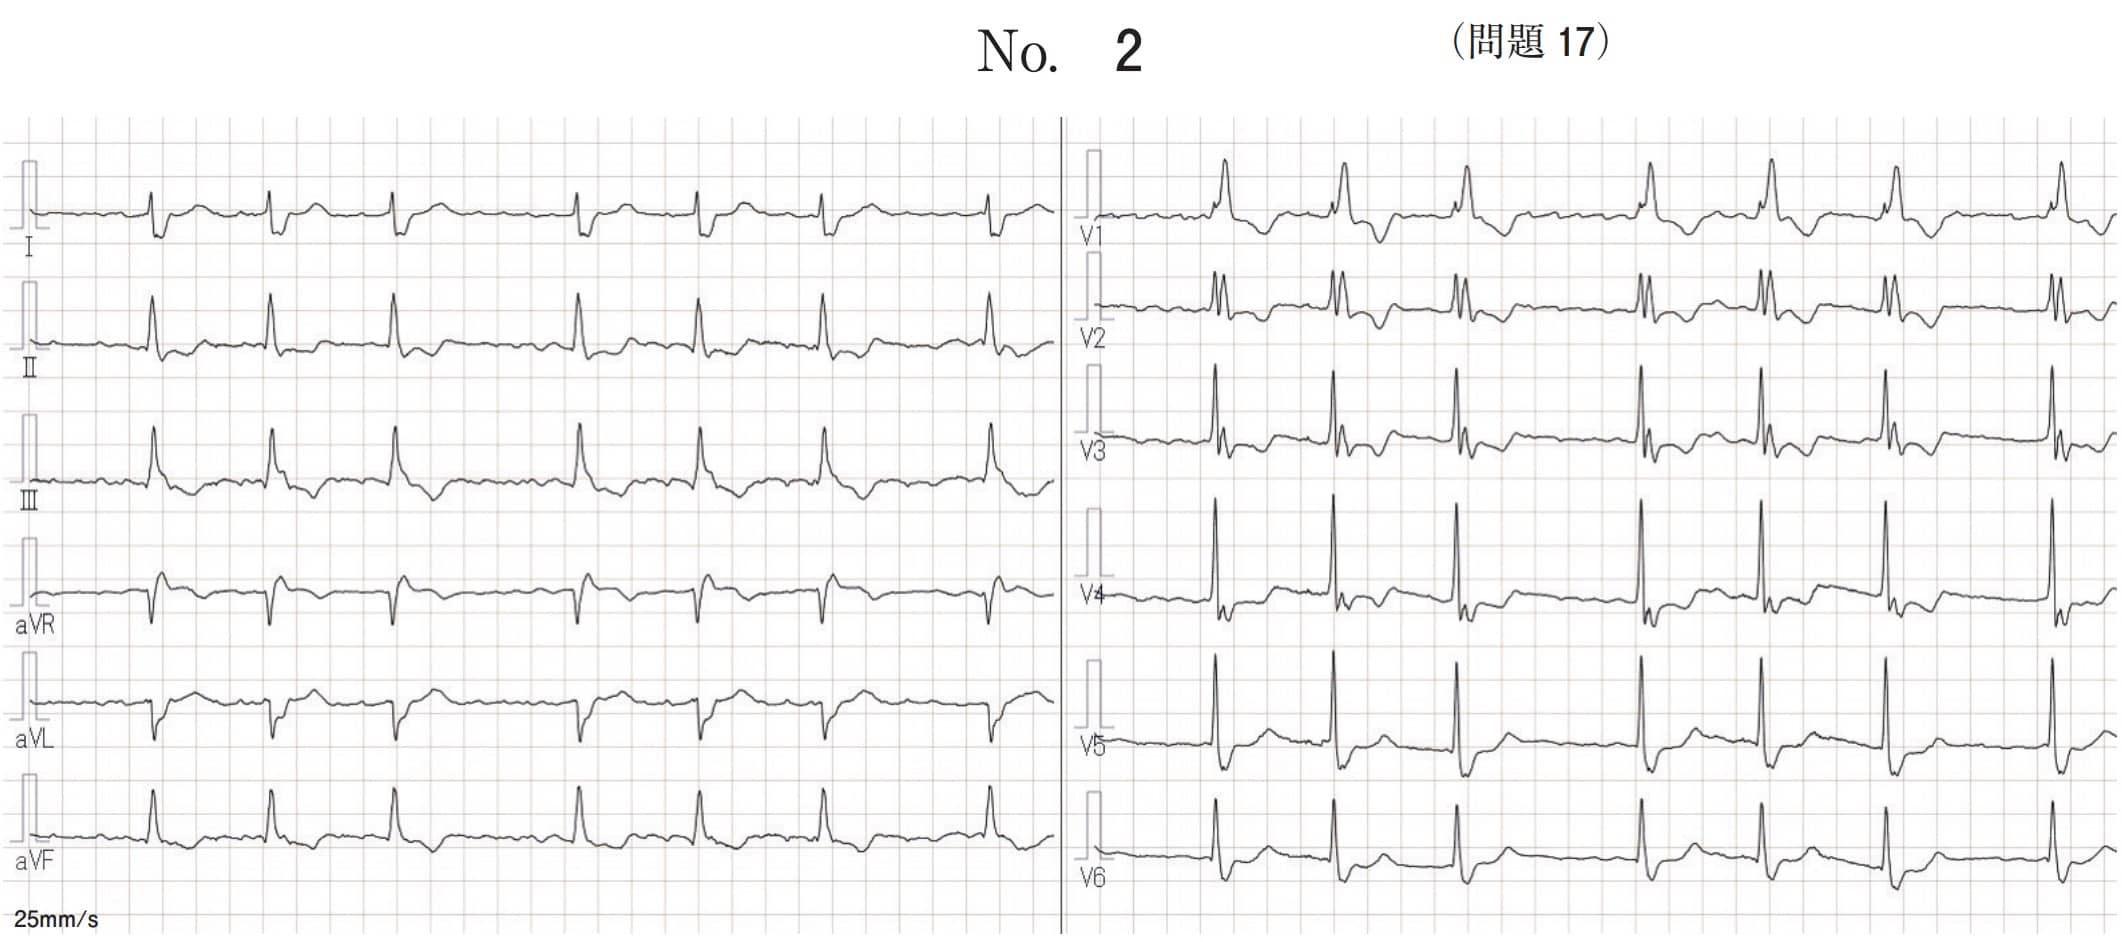 No. 2 （問題 17）
I
II
III
aVR
aVL
aVF
25mm/s
V1
V2
V3
V4
V5
V6